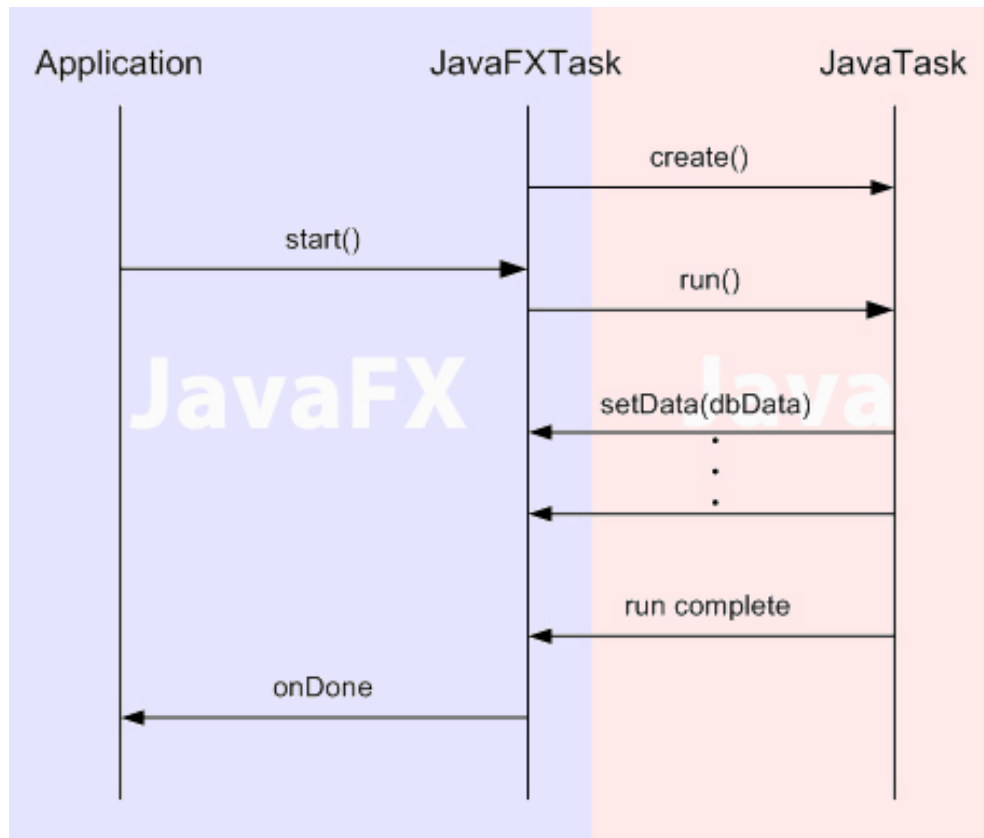 Application JavaFXTask JavaTask
create()
start()
run()
JavaFX Java
setData(dbData)
run complete
onDone